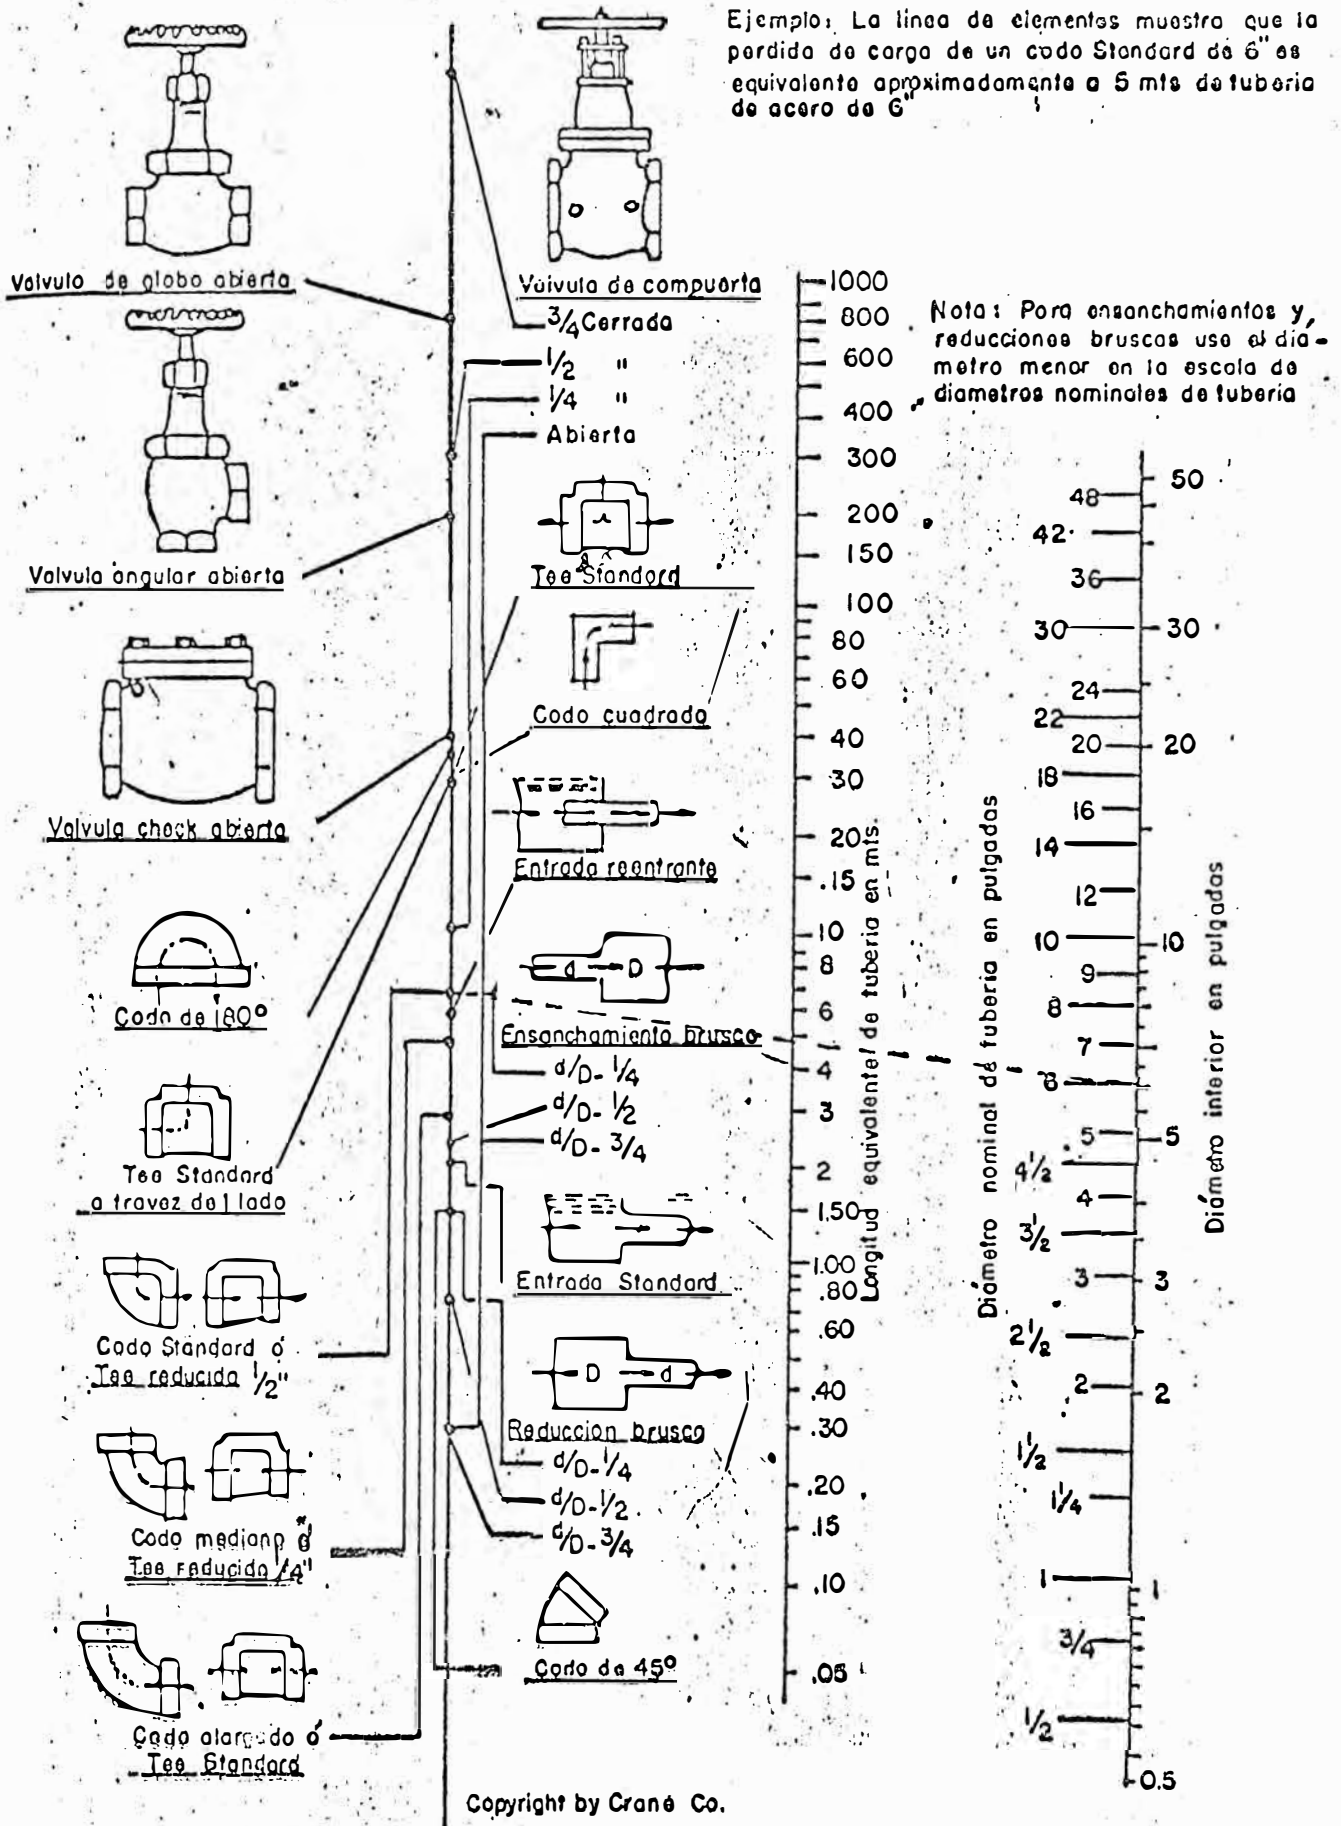 Ejemplo: La linea de elementos muestra que la
perdida de carga de un codo Standard de 6" es
equivalente aproximadamente a 5 mts de tuberia
de acero de 6"
Valvula de globo abierta
Valvula de compuerta
3/4 Cerrada
1/2 "
1/4 "
Abierta
Nota: Para ensanchamientos y
reducciones bruscas use el diá-
metro menor en la escala de
diametros nominales de tuberia
Valvula angular abierta
Tee Standard
Codo cuadrado
Valvula check abierta
Entrada reentrante
d D
Codo de 180°
Ensanchamiento brusco
d/D- 1/4
d/D- 1/2
d/D- 3/4
Tee Standard
a travez de 1 lado
Entrada Standard
Codo Standard ó
Tee reducida 1/2"
D d
Reduccion brusca
d/D-1/4
d/D-1/2
d/D-3/4
Codo mediano ó
Tee reducida 1/4"
Codo de 45°
Codo alargado ó
Tee Standard
1000
800
600
400
300
200
150
100
80
60
40
30
20
.15
10
8
6
4
3
2
1.50
1.00
.80
.60
.40
.30
.20
.15
.10
.05
Longitud equivalente de tuberia en mts.
Diámetro nominal de tuberia en pulgadas
48
42
36
30
24
22
20
18
16
14
12
10
9
8
7
6
5
4 1/2
4
3 1/2
3
2 1/2
2
1 1/2
1 1/4
1
3/4
1/2
50
30
20
10
5
3
2
1
0.5
Diámetro interior en pulgadas
Copyright by Crane Co.